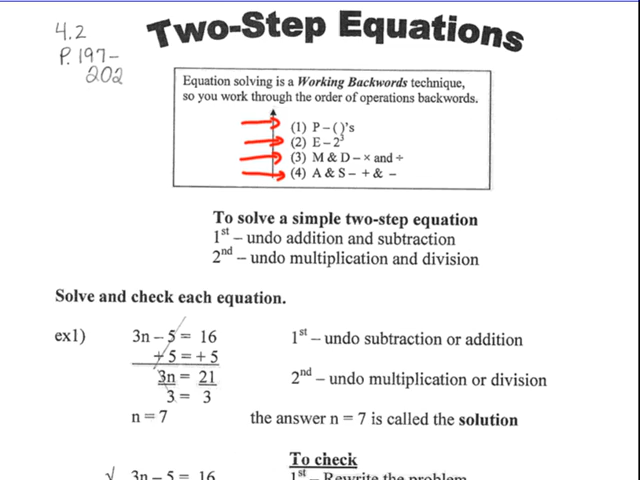 4.2
P. 197-
202
Two-Step Equations
Equation solving is a Working Backwords technique,
so you work through the order of operations backwords.
(1) P – ( )'s
(2) E – 2³
(3) M & D – × and ÷
(4) A & S – + & –
To solve a simple two-step equation
1st – undo addition and subtraction
2nd – undo multiplication and division
Solve and check each equation.
ex1) 3n – 5 = 16 1st – undo subtraction or addition
+ 5 = + 5
3n = 21 2nd – undo multiplication or division
3 = 3
n = 7 the answer n = 7 is called the solution
To check
√ 3n – 5 = 16 1st – Rewrite the problem